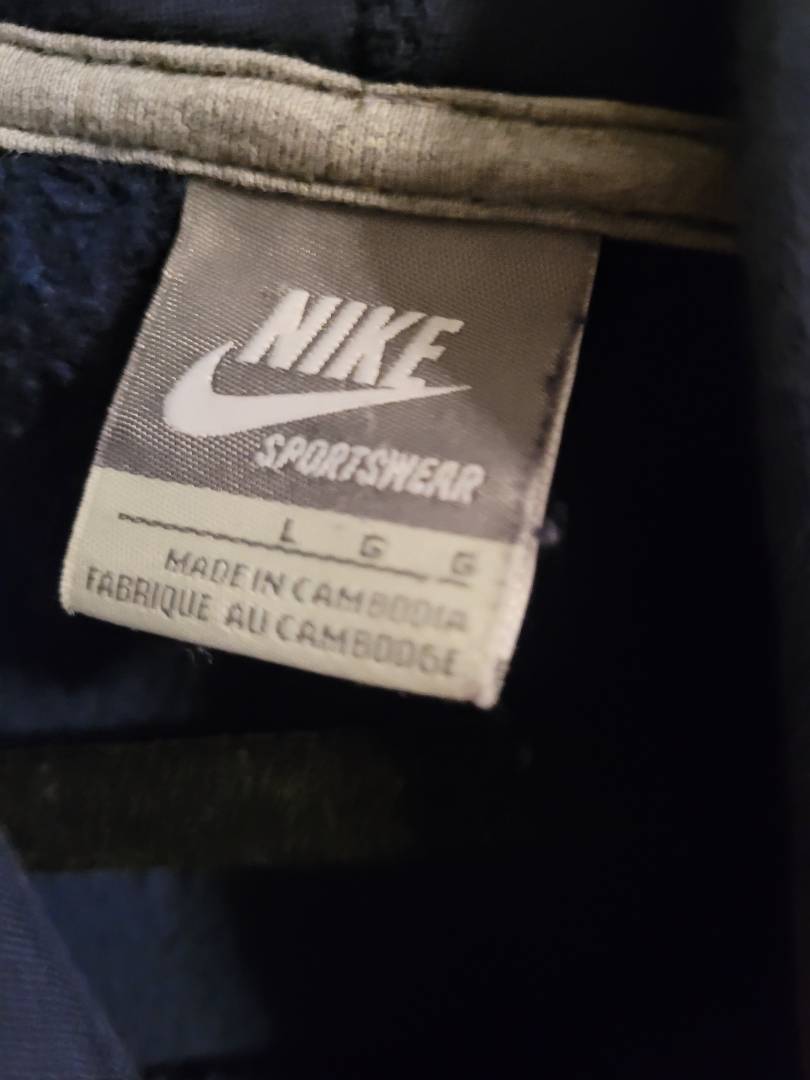 NIKE
SPORTSWEAR
L G G
MADE IN CAMBODIA
FABRIQUE AU CAMBODGE